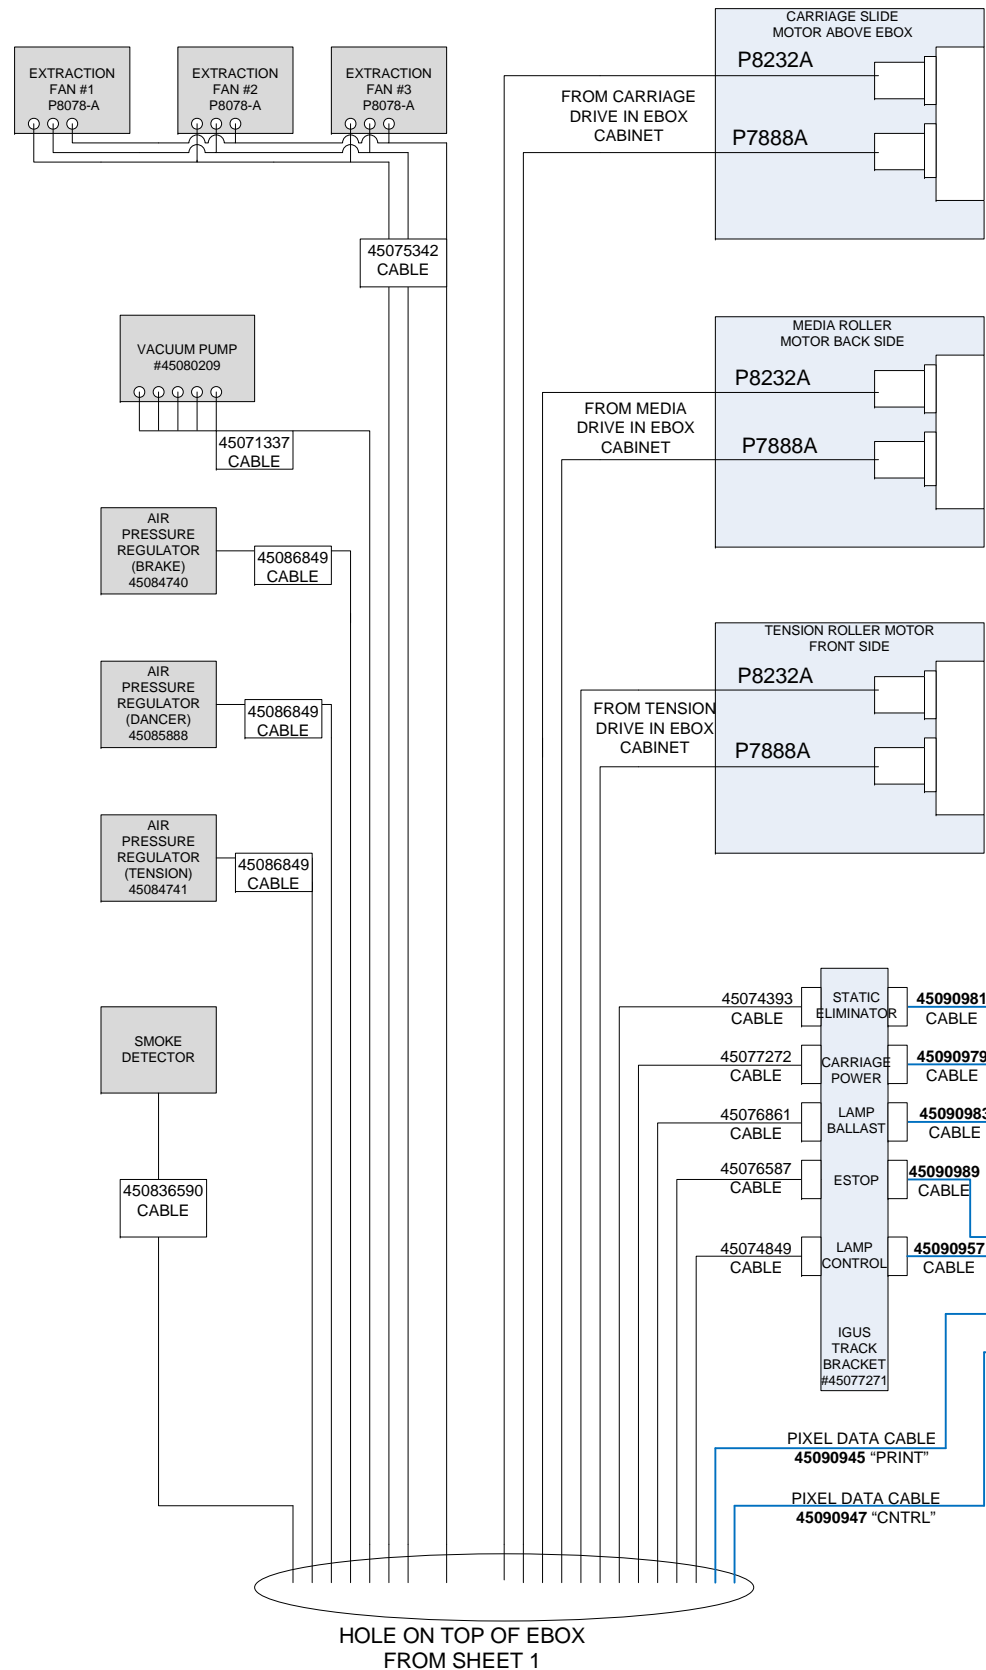 EXTRACTION
FAN #1
P8078-A
EXTRACTION
FAN #2
P8078-A
EXTRACTION
FAN #3
P8078-A
45075342
CABLE
VACUUM PUMP
#45080209
45071337
CABLE
AIR
PRESSURE
REGULATOR
(BRAKE)
45084740
45086849
CABLE
AIR
PRESSURE
REGULATOR
(DANCER)
45085888
45086849
CABLE
AIR
PRESSURE
REGULATOR
(TENSION)
45084741
45086849
CABLE
SMOKE
DETECTOR
450836590
CABLE
CARRIAGE SLIDE
MOTOR ABOVE EBOX
P8232A
FROM CARRIAGE
DRIVE IN EBOX
CABINET
P7888A
MEDIA ROLLER
MOTOR BACK SIDE
P8232A
FROM MEDIA
DRIVE IN EBOX
CABINET
P7888A
TENSION ROLLER MOTOR
FRONT SIDE
P8232A
FROM TENSION
DRIVE IN EBOX
CABINET
P7888A
45074393
CABLE
STATIC
ELIMINATOR
45090981
CABLE
45077272
CABLE
CARRIAGE
POWER
45090979
CABLE
45076861
CABLE
LAMP
BALLAST
45090983
CABLE
45076587
CABLE
ESTOP
45090989
CABLE
45074849
CABLE
LAMP
CONTROL
45090957
CABLE
IGUS
TRACK
BRACKET
#45077271
PIXEL DATA CABLE
45090945 “PRINT”
PIXEL DATA CABLE
45090947 “CNTRL”
HOLE ON TOP OF EBOX
FROM SHEET 1